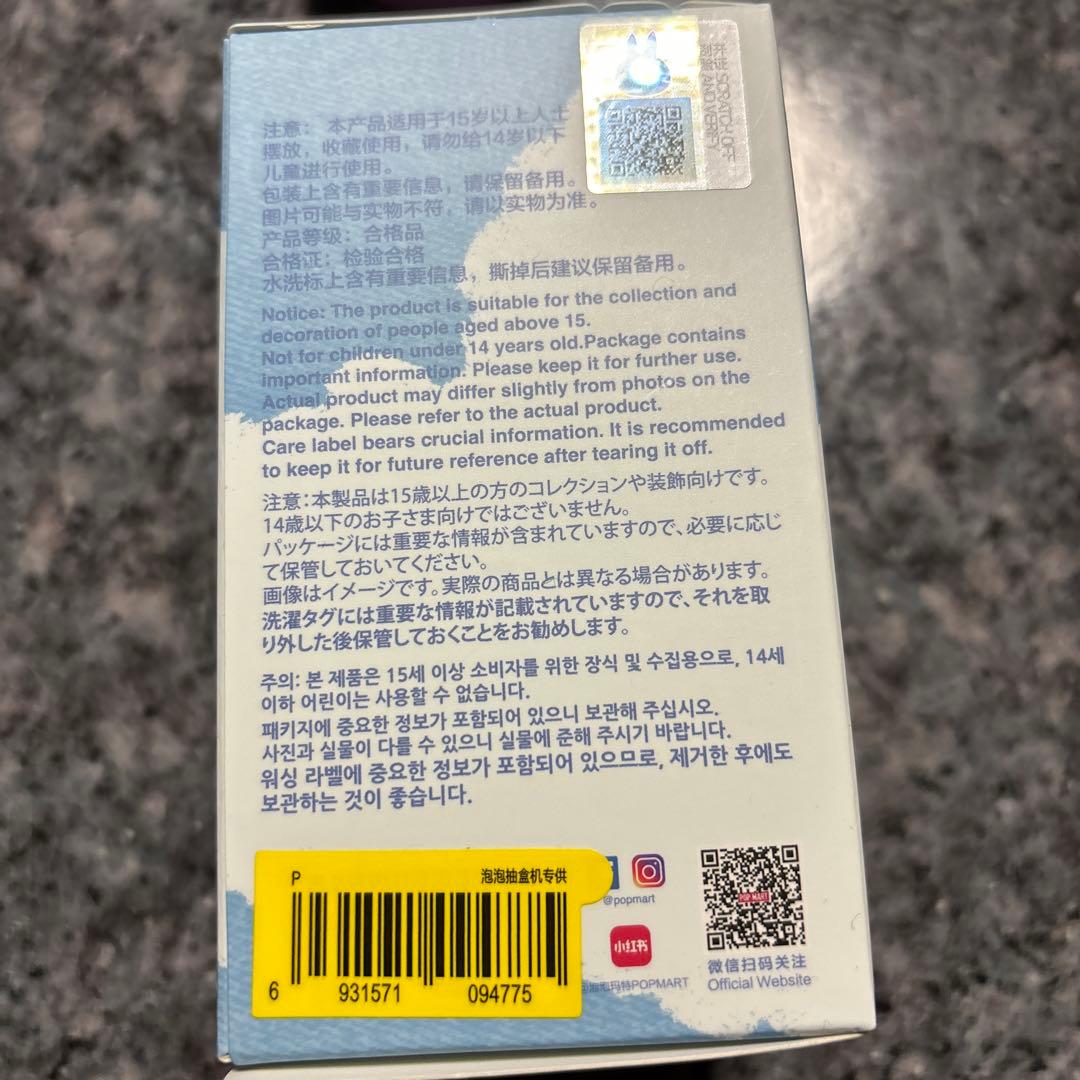 开 SCRATCH OFF
验证 AND VERIFY
注意： 本产品适用于15岁以上人士
摆放，收藏使用，请勿给14岁以下
儿童进行使用。
包装上含有重要信息，请保留备用。
图片可能与实物不符，请以实物为准。
产品等级：合格品
合格证：检验合格
水洗标上含有重要信息，撕掉后建议保留备用。
Notice: The product is suitable for the collection and
decoration of people aged above 15.
Not for children under 14 years old.Package contains
important information. Please keep it for further use.
Actual product may differ slightly from photos on the
package. Please refer to the actual product.
Care label bears crucial information. It is recommended
to keep it for future reference after tearing it off.
注意：本製品は15歳以上の方のコレクションや装飾向けです。
14歳以下のお子さま向けではございません。
パッケージには重要な情報が含まれていますので、必要に応じ
て保管しておいてください。
画像はイメージです。実際の商品とは異なる場合があります。
洗濯タグには重要な情報が記載されていますので、それを取
り外した後保管しておくことをお勧めします。
주의: 본 제품은 15세 이상 소비자를 위한 장식 및 수집용으로, 14세
이하 어린이는 사용할 수 없습니다.
패키지에 중요한 정보가 포함되어 있으니 보관해 주십시오.
사진과 실물이 다를 수 있으니 실물에 준해 주시기 바랍니다.
워싱 라벨에 중요한 정보가 포함되어 있으므로, 제거한 후에도
보관하는 것이 좋습니다.
P 泡泡抽盒机专供
6 931571 094775
@popmart
小红书
泡泡玛特POPMART
POP MART
微信扫码关注
Official Website